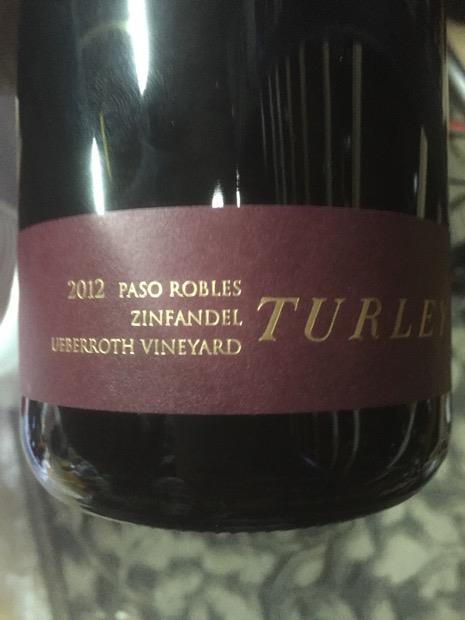 2012 PASO ROBLES
ZINFANDEL
UEBERROTH VINEYARD
TURLEY